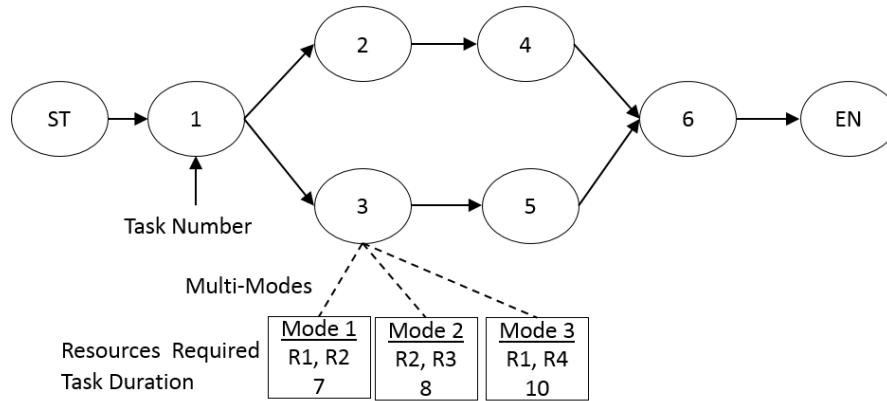 2
4
ST
1
6
EN
Task Number
3
5
Multi-Modes
Mode 1
Mode 2
Mode 3
Resources Required
R1, R2
R2, R3
R1, R4
Task Duration
7
8
10